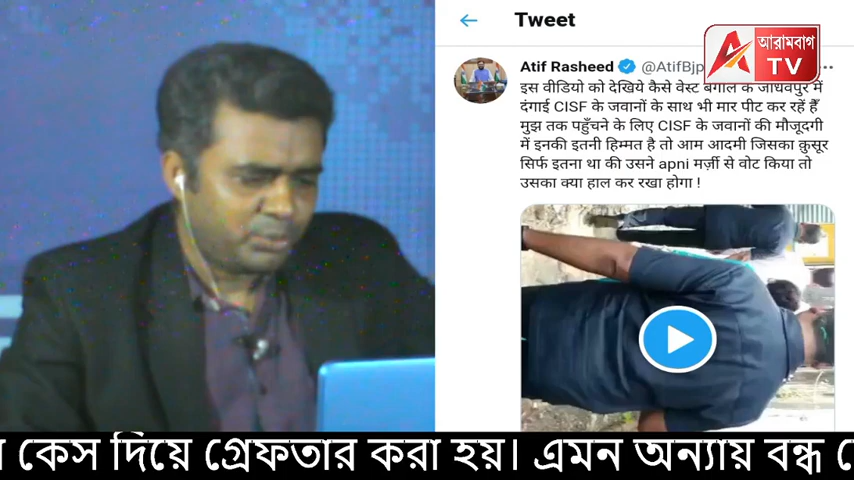 Tweet
আরামবাগ
TV
Atif Rasheed @AtifBjp
इस वीडियो को देखिये कैसे वेस्ट बंगाल के जाधवपुर में
दंगाई CISF के जवानों के साथ भी मार पीट कर रहें हैं
मुझ तक पहुँचने के लिए CISF के जवानों की मौजूदगी
में इनकी इतनी हिम्मत है तो आम आदमी जिसका क़ुसूर
सिर्फ इतना था की उसने apni मर्ज़ी से वोट किया तो
उसका क्या हाल कर रखा होगा !
কেস দিয়ে গ্রেফতার করা হয়। এমন অন্যায় বন্ধ